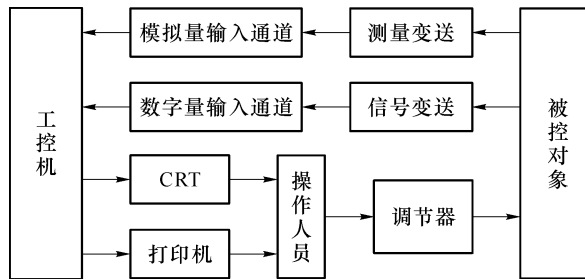 模拟量输入通道
测量变送
数字量输入通道
信号变送
工控机
被控对象
CRT
操作人员
调节器
打印机